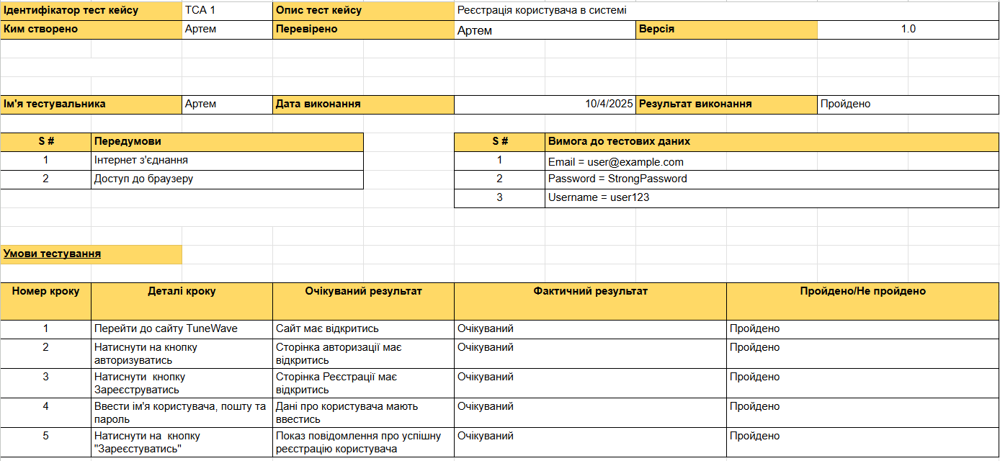 Ідентифікатор тест кейсу TCA 1 Опис тест кейсу Реєстрація користувача в системі
Ким створено Артем Перевірено Артем Версія 1.0
Ім'я тестувальника Артем Дата виконання 10/4/2025 Результат виконання Пройдено
S # Передумови S # Вимога до тестових даних
1 Інтернет з'єднання 1 Email = user@example.com
2 Доступ до браузеру 2 Password = StrongPassword
3 Username = user123
Умови тестування
Номер кроку Деталі кроку Очікуваний результат Фактичний результат Пройдено/Не пройдено
1 Перейти до сайту TuneWave Сайт має відкритись Очікуваний Пройдено
2 Натиснути на кнопку Сторінка авторизації має Очікуваний Пройдено
авторизуватись відкритись
3 Натиснути  кнопку Сторінка Реєстрації має Очікуваний Пройдено
Зареєструватись відкритись
4 Ввести ім'я користувача, пошту та Дані про користувача мають Очікуваний Пройдено
пароль ввестись
5 Натиснути на  кнопку Показ повідомлення про успішну Очікуваний Пройдено
"Зареєстуватись" реєстрацію користувача